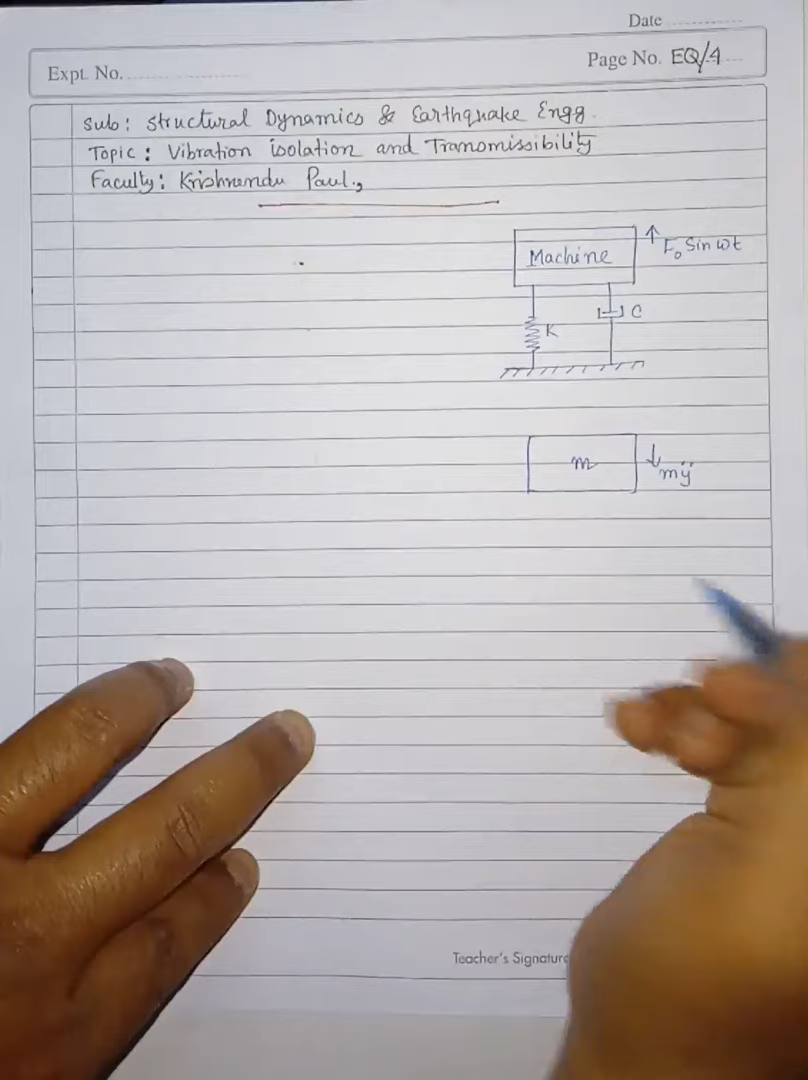 Date ............
Expt. No. ........................
Page No. EQ/4
Sub: Structural Dynamics & Earthquake Engg.
Topic: Vibration isolation and Transmissibility
Faculty: Krishnendu Paul.,
Machine
F₀ Sin ωt
K
C
m
mÿ
Teacher's Signature